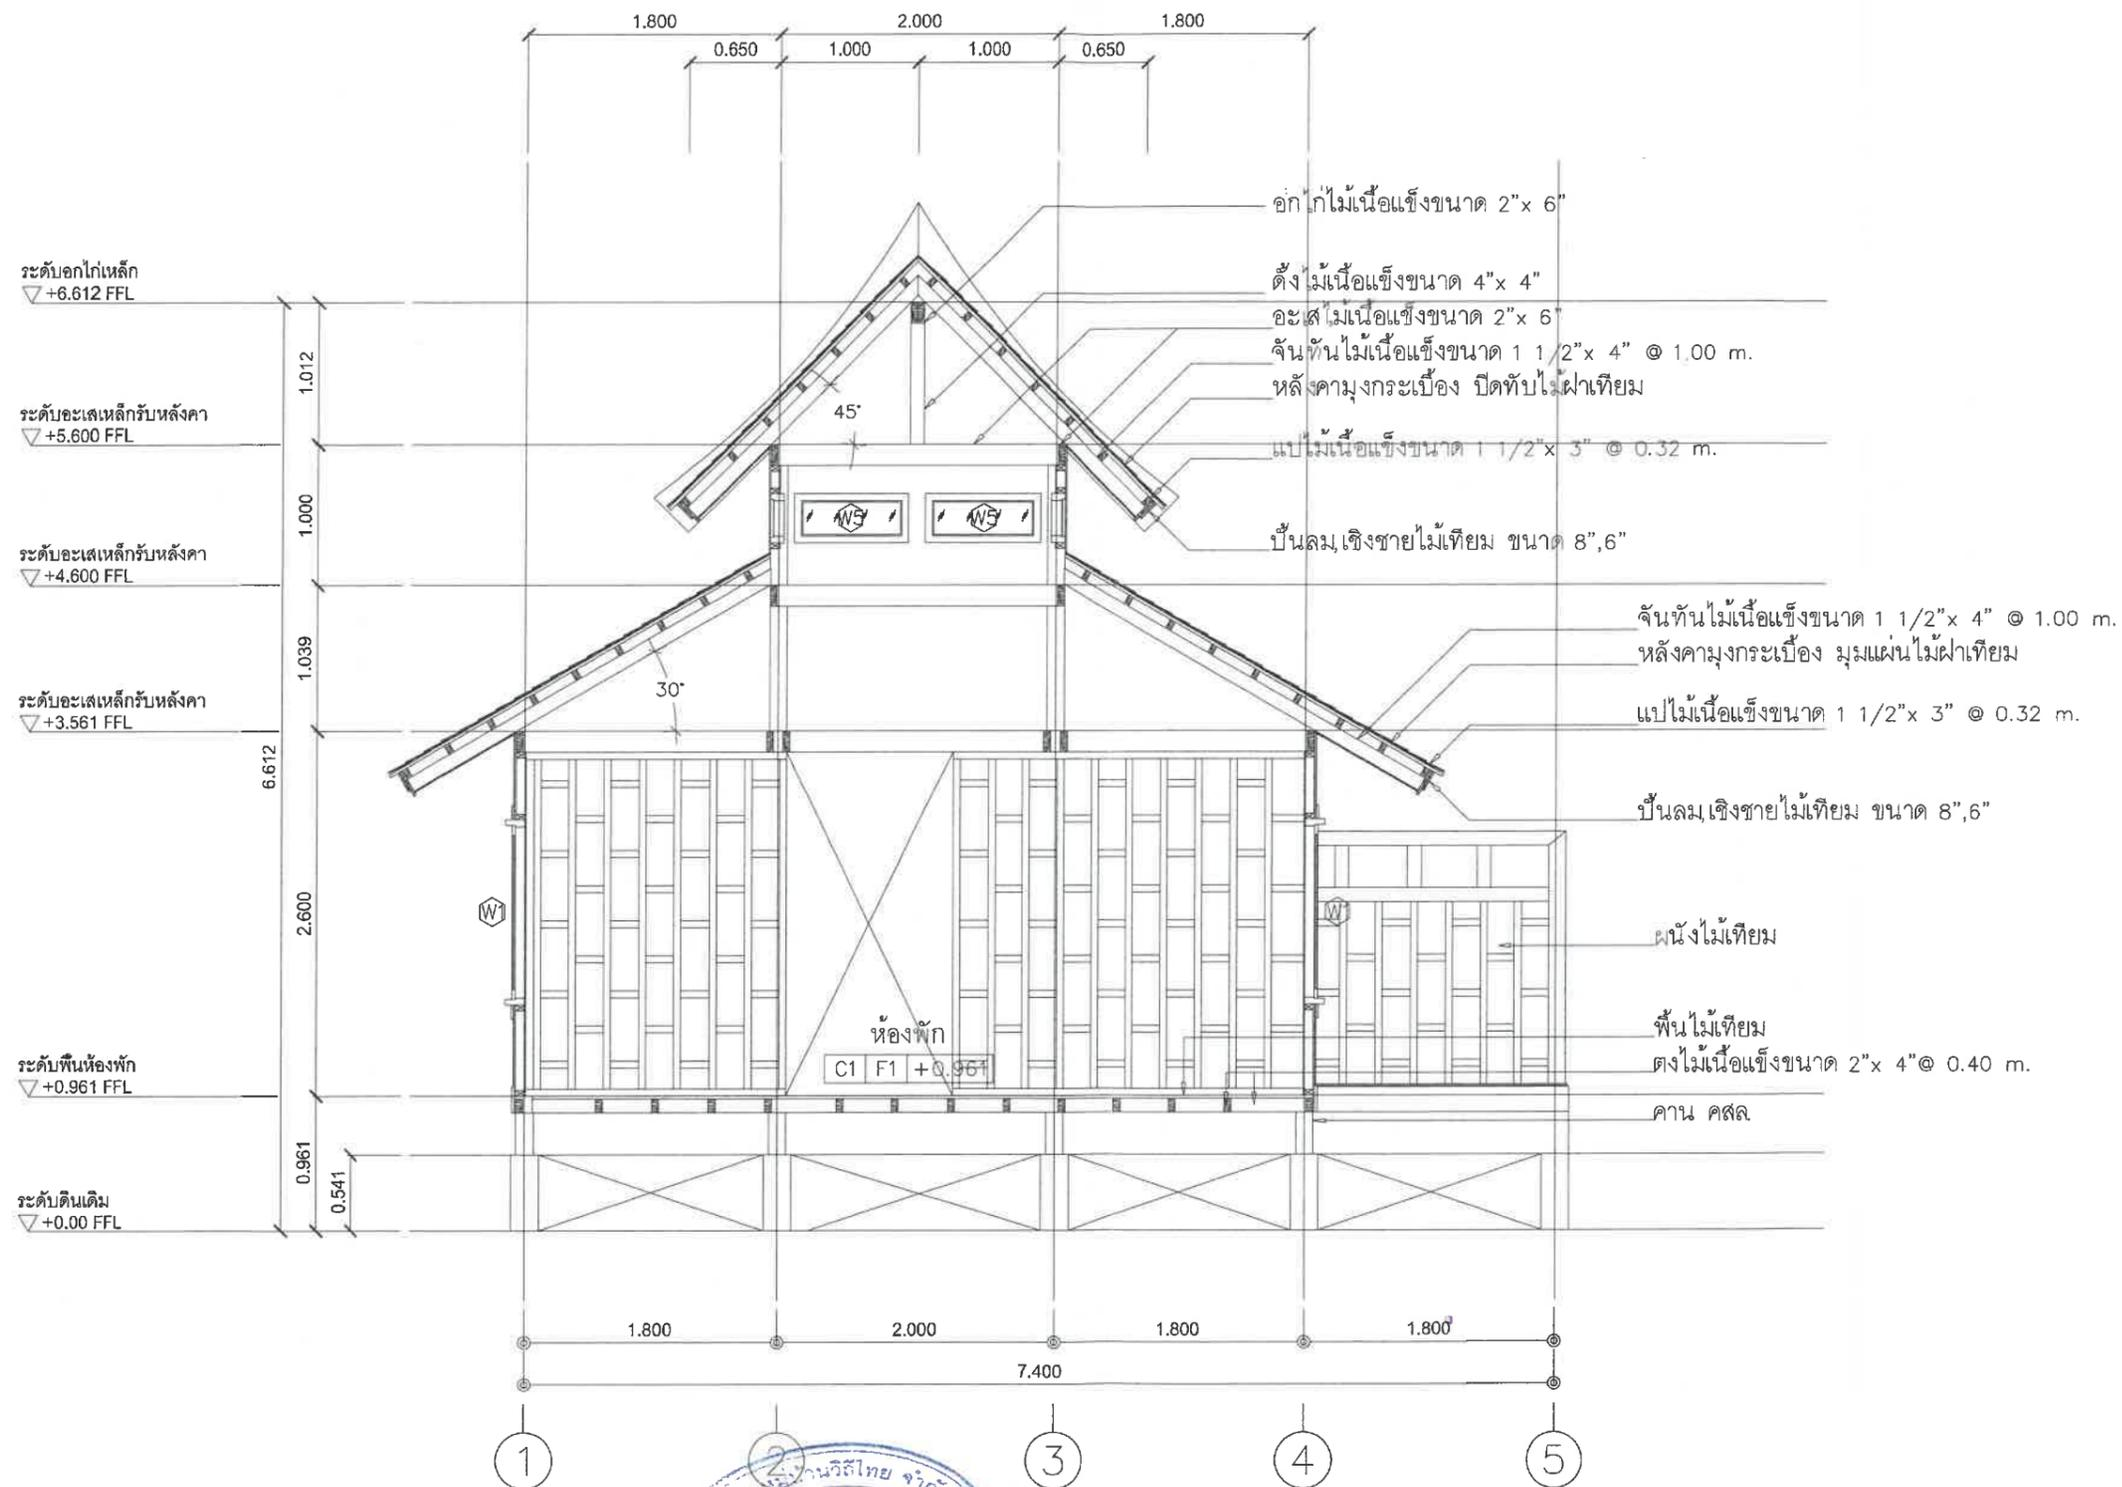 1.800 2.000 1.800
0.650 1.000 1.000 0.650
อกไก่ไม้เนื้อแข็งขนาด 2"x 6"
ระดับอกไก่เหล็ก
+6.612 FFL
ดั้งไม้เนื้อแข็งขนาด 4"x 4"
อะเสไม้เนื้อแข็งขนาด 2"x 6"
จันทันไม้เนื้อแข็งขนาด 1 1/2"x 4" @ 1.00 m.
หลังคามุงกระเบื้อง ปิดทับไม้ฝาเทียม
1.012
45°
ระดับอะเสเหล็กรับหลังคา
+5.600 FFL
แปไม้เนื้อแข็งขนาด 1 1/2"x 3" @ 0.32 m.
1.000
W5 W5
ปั้นลม,เชิงชายไม้เทียม ขนาด 8",6"
ระดับอะเสเหล็กรับหลังคา
+4.600 FFL
จันทันไม้เนื้อแข็งขนาด 1 1/2"x 4" @ 1.00 m.
หลังคามุงกระเบื้อง มุมแผ่นไม้ฝาเทียม
1.039
30°
ระดับอะเสเหล็กรับหลังคา
+3.561 FFL
แปไม้เนื้อแข็งขนาด 1 1/2"x 3" @ 0.32 m.
6.612
ปั้นลม,เชิงชายไม้เทียม ขนาด 8",6"
2.600
W1
ผนังไม้เทียม
ห้องพัก
C1 F1 +0.961
พื้นไม้เทียม
ตงไม้เนื้อแข็งขนาด 2"x 4"@ 0.40 m.
ระดับพื้นห้องพัก
+0.961 FFL
คาน คสล.
0.961
0.541
ระดับดินเดิม
+0.00 FFL
1.800 2.000 1.800 1.800
7.400
1 2 3 4 5
บ้านวิถีไทย